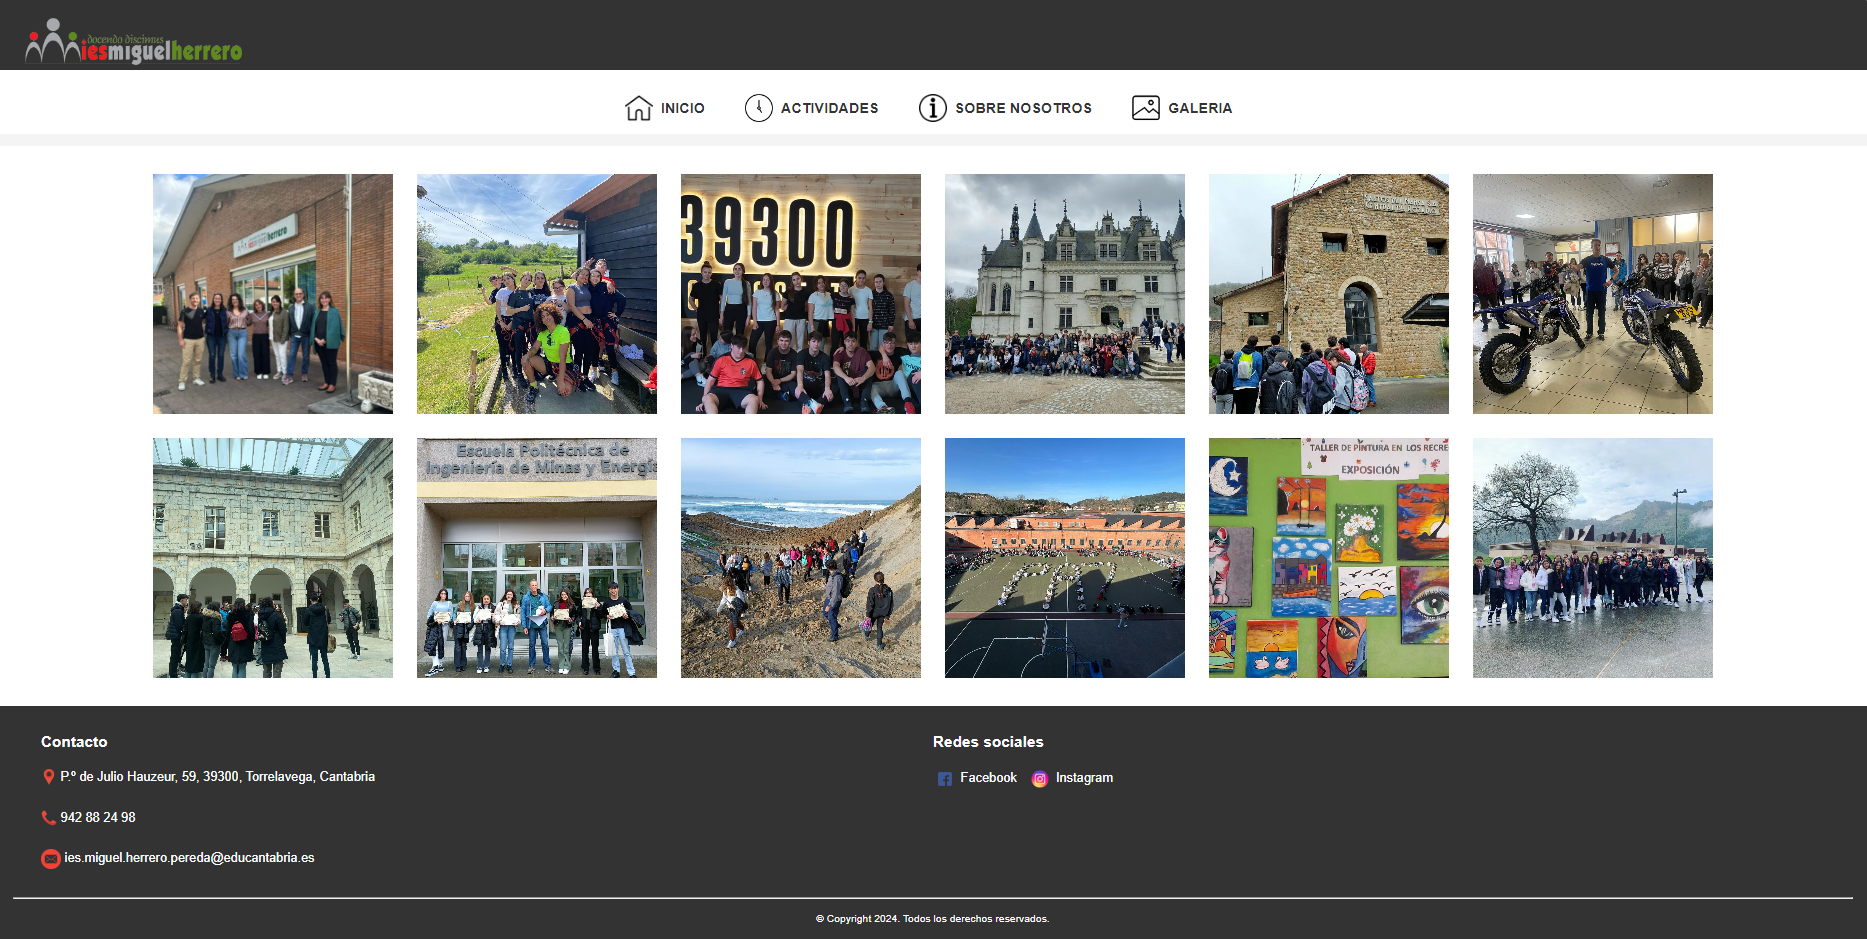 docendo discimus
iesmiguelherrero
INICIO
ACTIVIDADES
SOBRE NOSOTROS
GALERIA
iesmiguelherrero
39300
Escuela Politécnica de
Ingeniería de Minas y Energía
TALLER DE PINTURA EN LOS RECRE
EXPOSICIÓN
Contacto
P.º de Julio Hauzeur, 59, 39300, Torrelavega, Cantabria
942 88 24 98
ies.miguel.herrero.pereda@educantabria.es
Redes sociales
Facebook
Instagram
© Copyright 2024. Todos los derechos reservados.